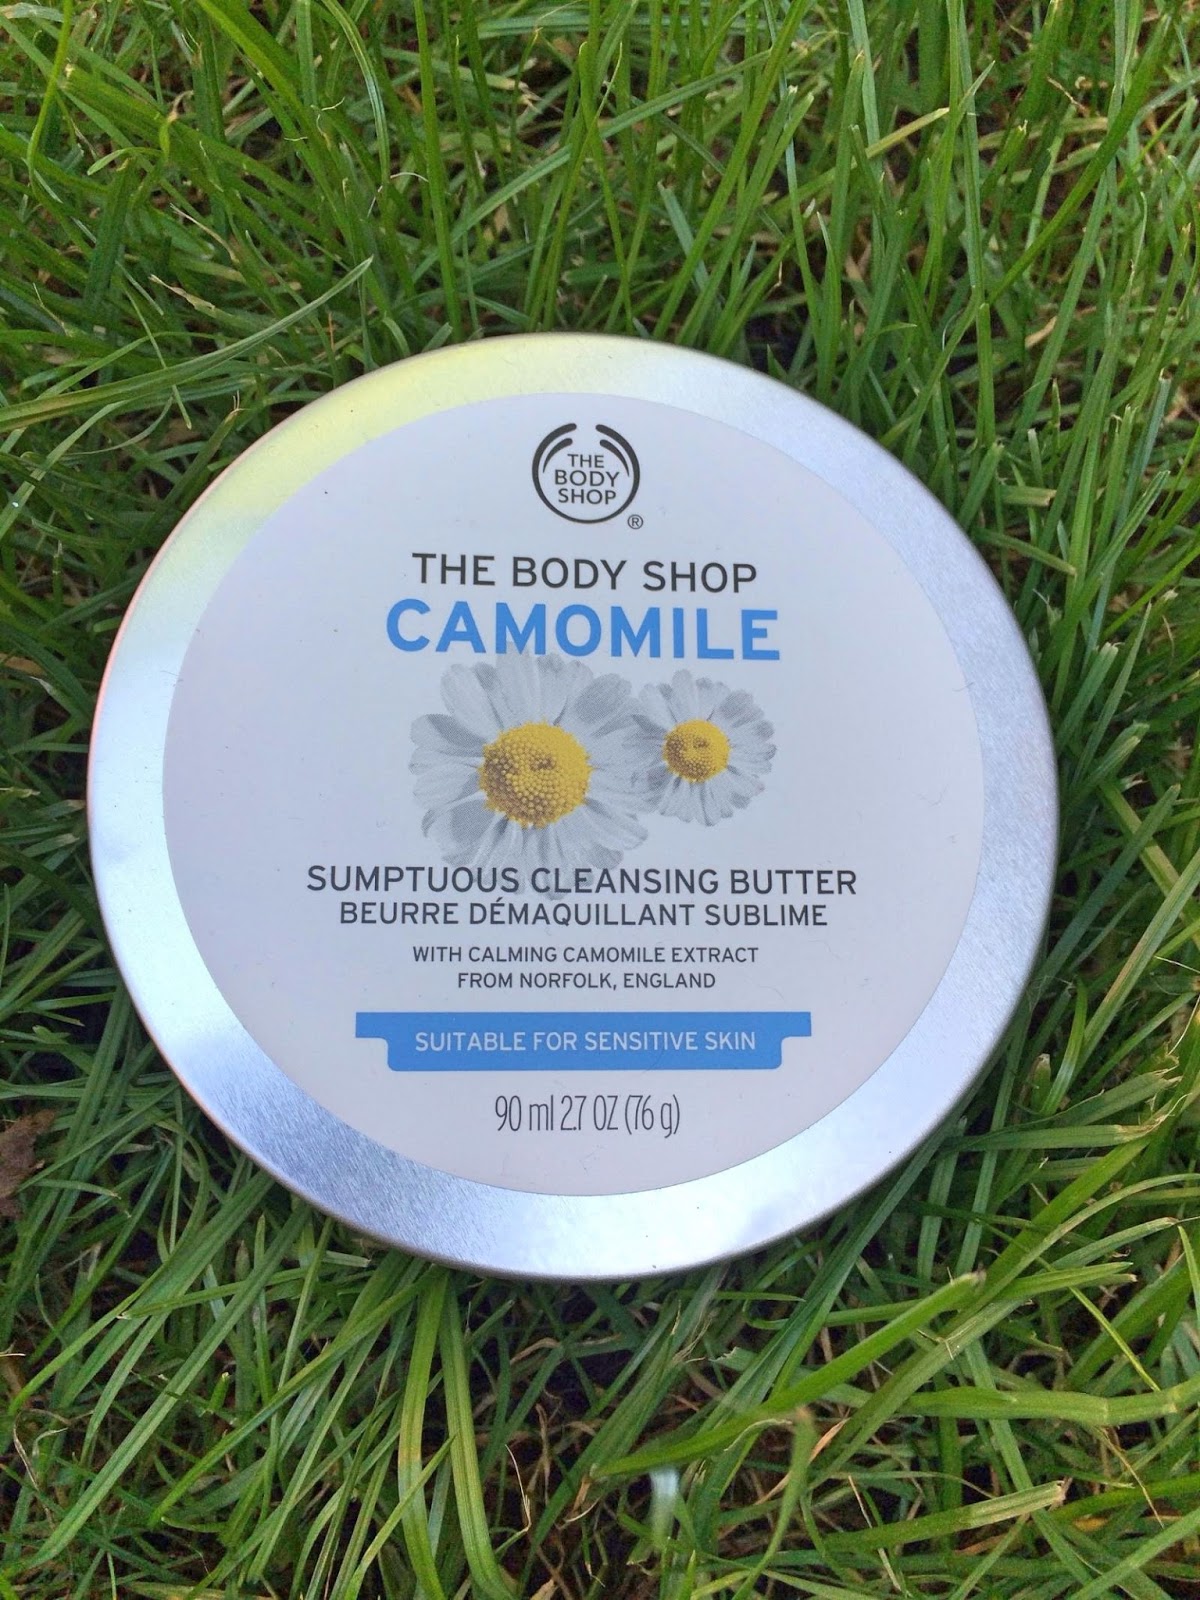 THE
BODY
SHOP
®
THE BODY SHOP
CAMOMILE
SUMPTUOUS CLEANSING BUTTER
BEURRE DÉMAQUILLANT SUBLIME
WITH CALMING CAMOMILE EXTRACT
FROM NORFOLK, ENGLAND
SUITABLE FOR SENSITIVE SKIN
90 ml 2.7 OZ (76 g)